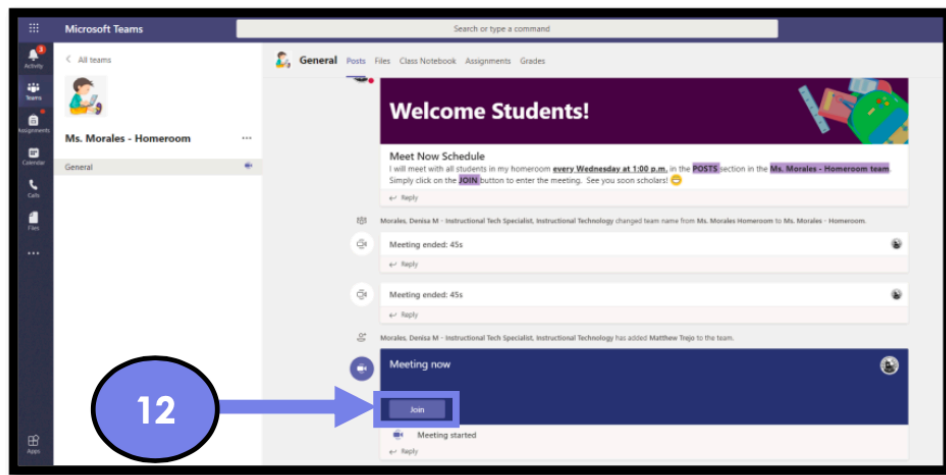 Microsoft Teams
Search or type a command
3
Activity
Teams
Assignments
Calendar
Calls
Files
Apps
All teams
Ms. Morales - Homeroom
General
General Posts Files Class Notebook Assignments Grades
Welcome Students!
Meet Now Schedule
I will meet with all students in my homeroom every Wednesday at 1:00 p.m. in the POSTS section in the Ms. Morales - Homeroom team.
Simply click on the JOIN button to enter the meeting. See you soon scholars! 😁
Reply
Morales, Denisa M - Instructional Tech Specialist, Instructional Technology changed team name from Ms. Morales Homeroom to Ms. Morales - Homeroom.
Meeting ended: 45s
Reply
Meeting ended: 45s
Reply
Morales, Denisa M - Instructional Tech Specialist, Instructional Technology has added Matthew Trejo to the team.
Meeting now
12
Join
Meeting started
Reply